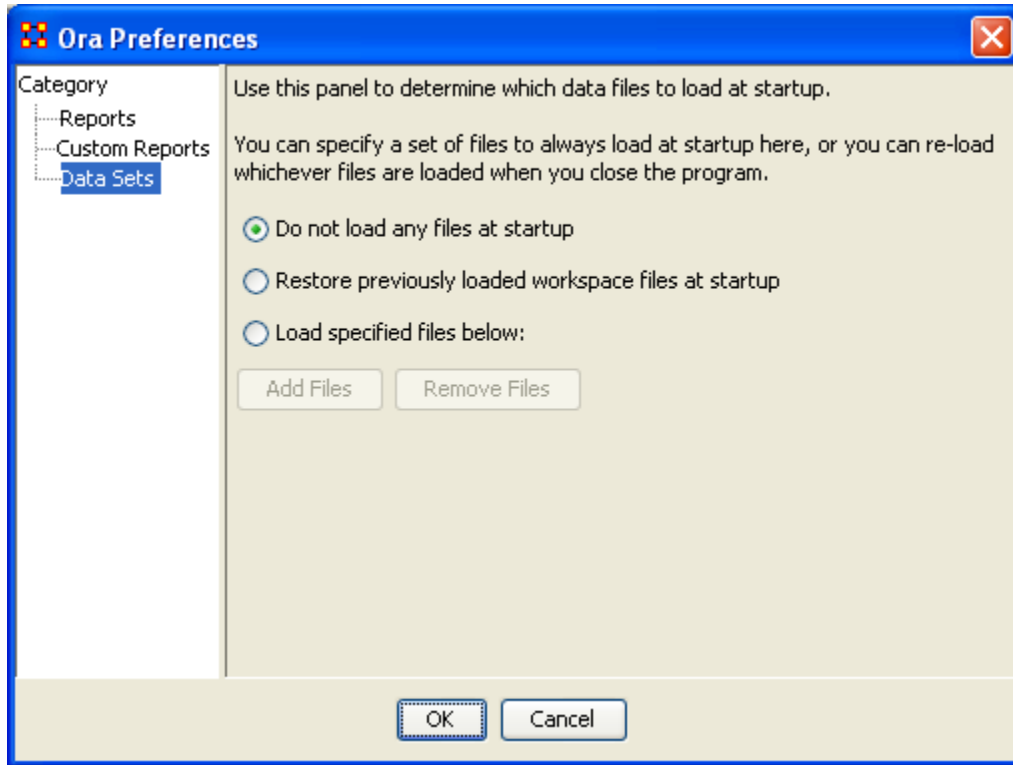 Ora Preferences
Category
Reports
Custom Reports
Data Sets
Use this panel to determine which data files to load at startup.
You can specify a set of files to always load at startup here, or you can re-load
whichever files are loaded when you close the program.
Do not load any files at startup
Restore previously loaded workspace files at startup
Load specified files below:
Add Files
Remove Files
OK
Cancel